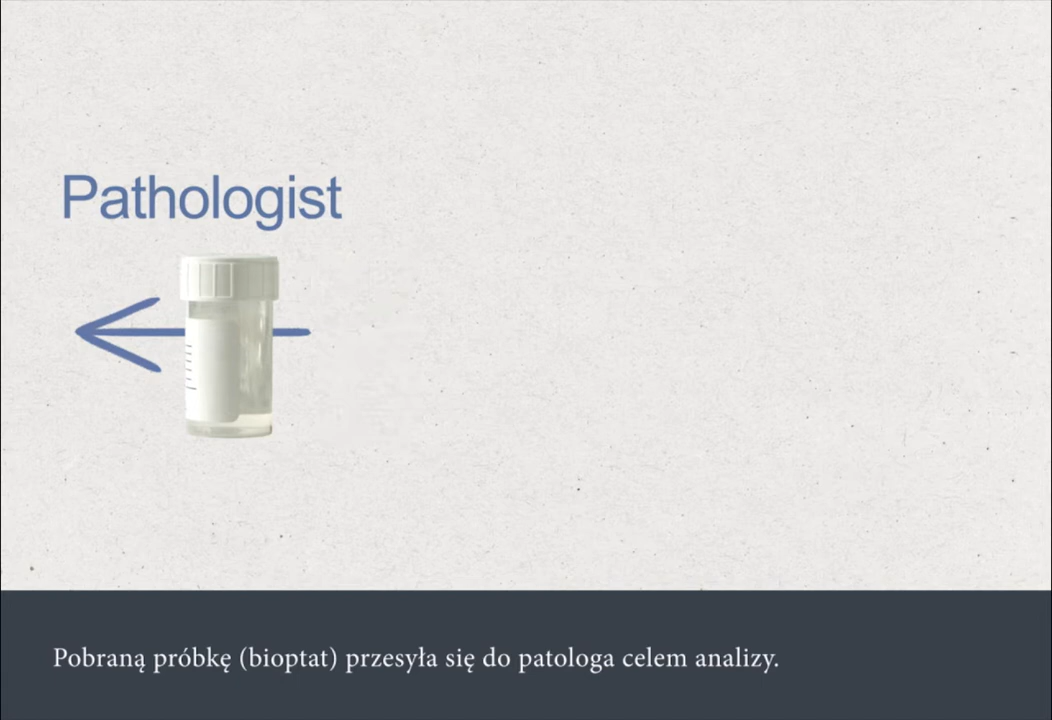 Pathologist
Pobraną próbkę (bioptat) przesyła się do patologa celem analizy.